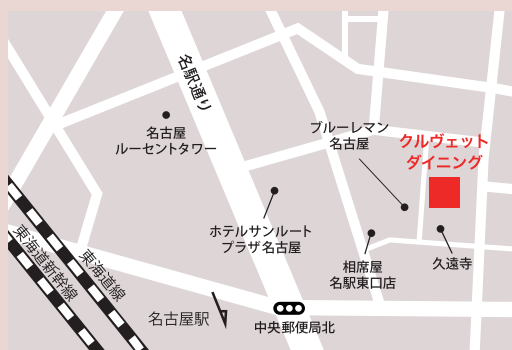 名駅通り
名古屋
ルーセントタワー
ブルーレマン
名古屋
クルヴェット
ダイニング
ホテルサンルート
プラザ名古屋
相席屋
名駅東口店
久遠寺
東海道新幹線
東海道線
名古屋駅
中央郵便局北